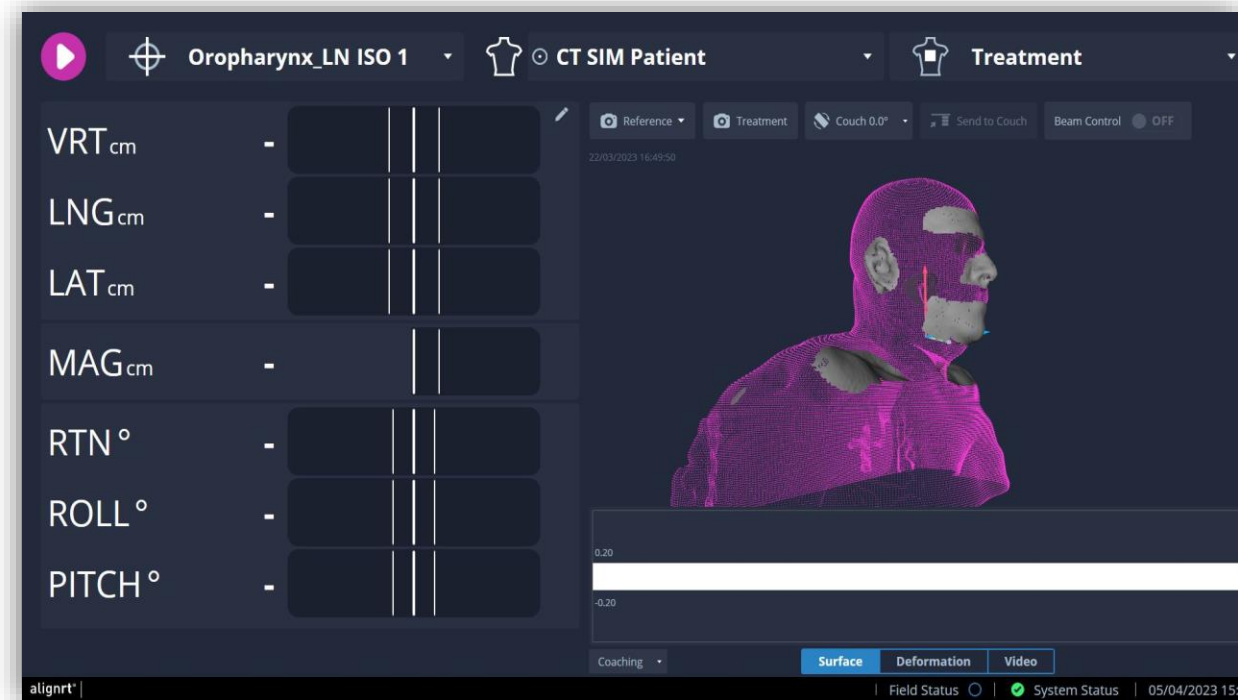 Oropharynx_LN ISO 1
CT SIM Patient
Treatment
VRT cm -
LNG cm -
LAT cm -
MAG cm -
RTN ° -
ROLL ° -
PITCH ° -
Reference
Treatment
Couch 0.0°
Send to Couch
Beam Control
OFF
22/03/2023 16:49:50
0.20
-0.20
Coaching
Surface
Deformation
Video
alignrt®
Field Status
System Status
05/04/2023 15: